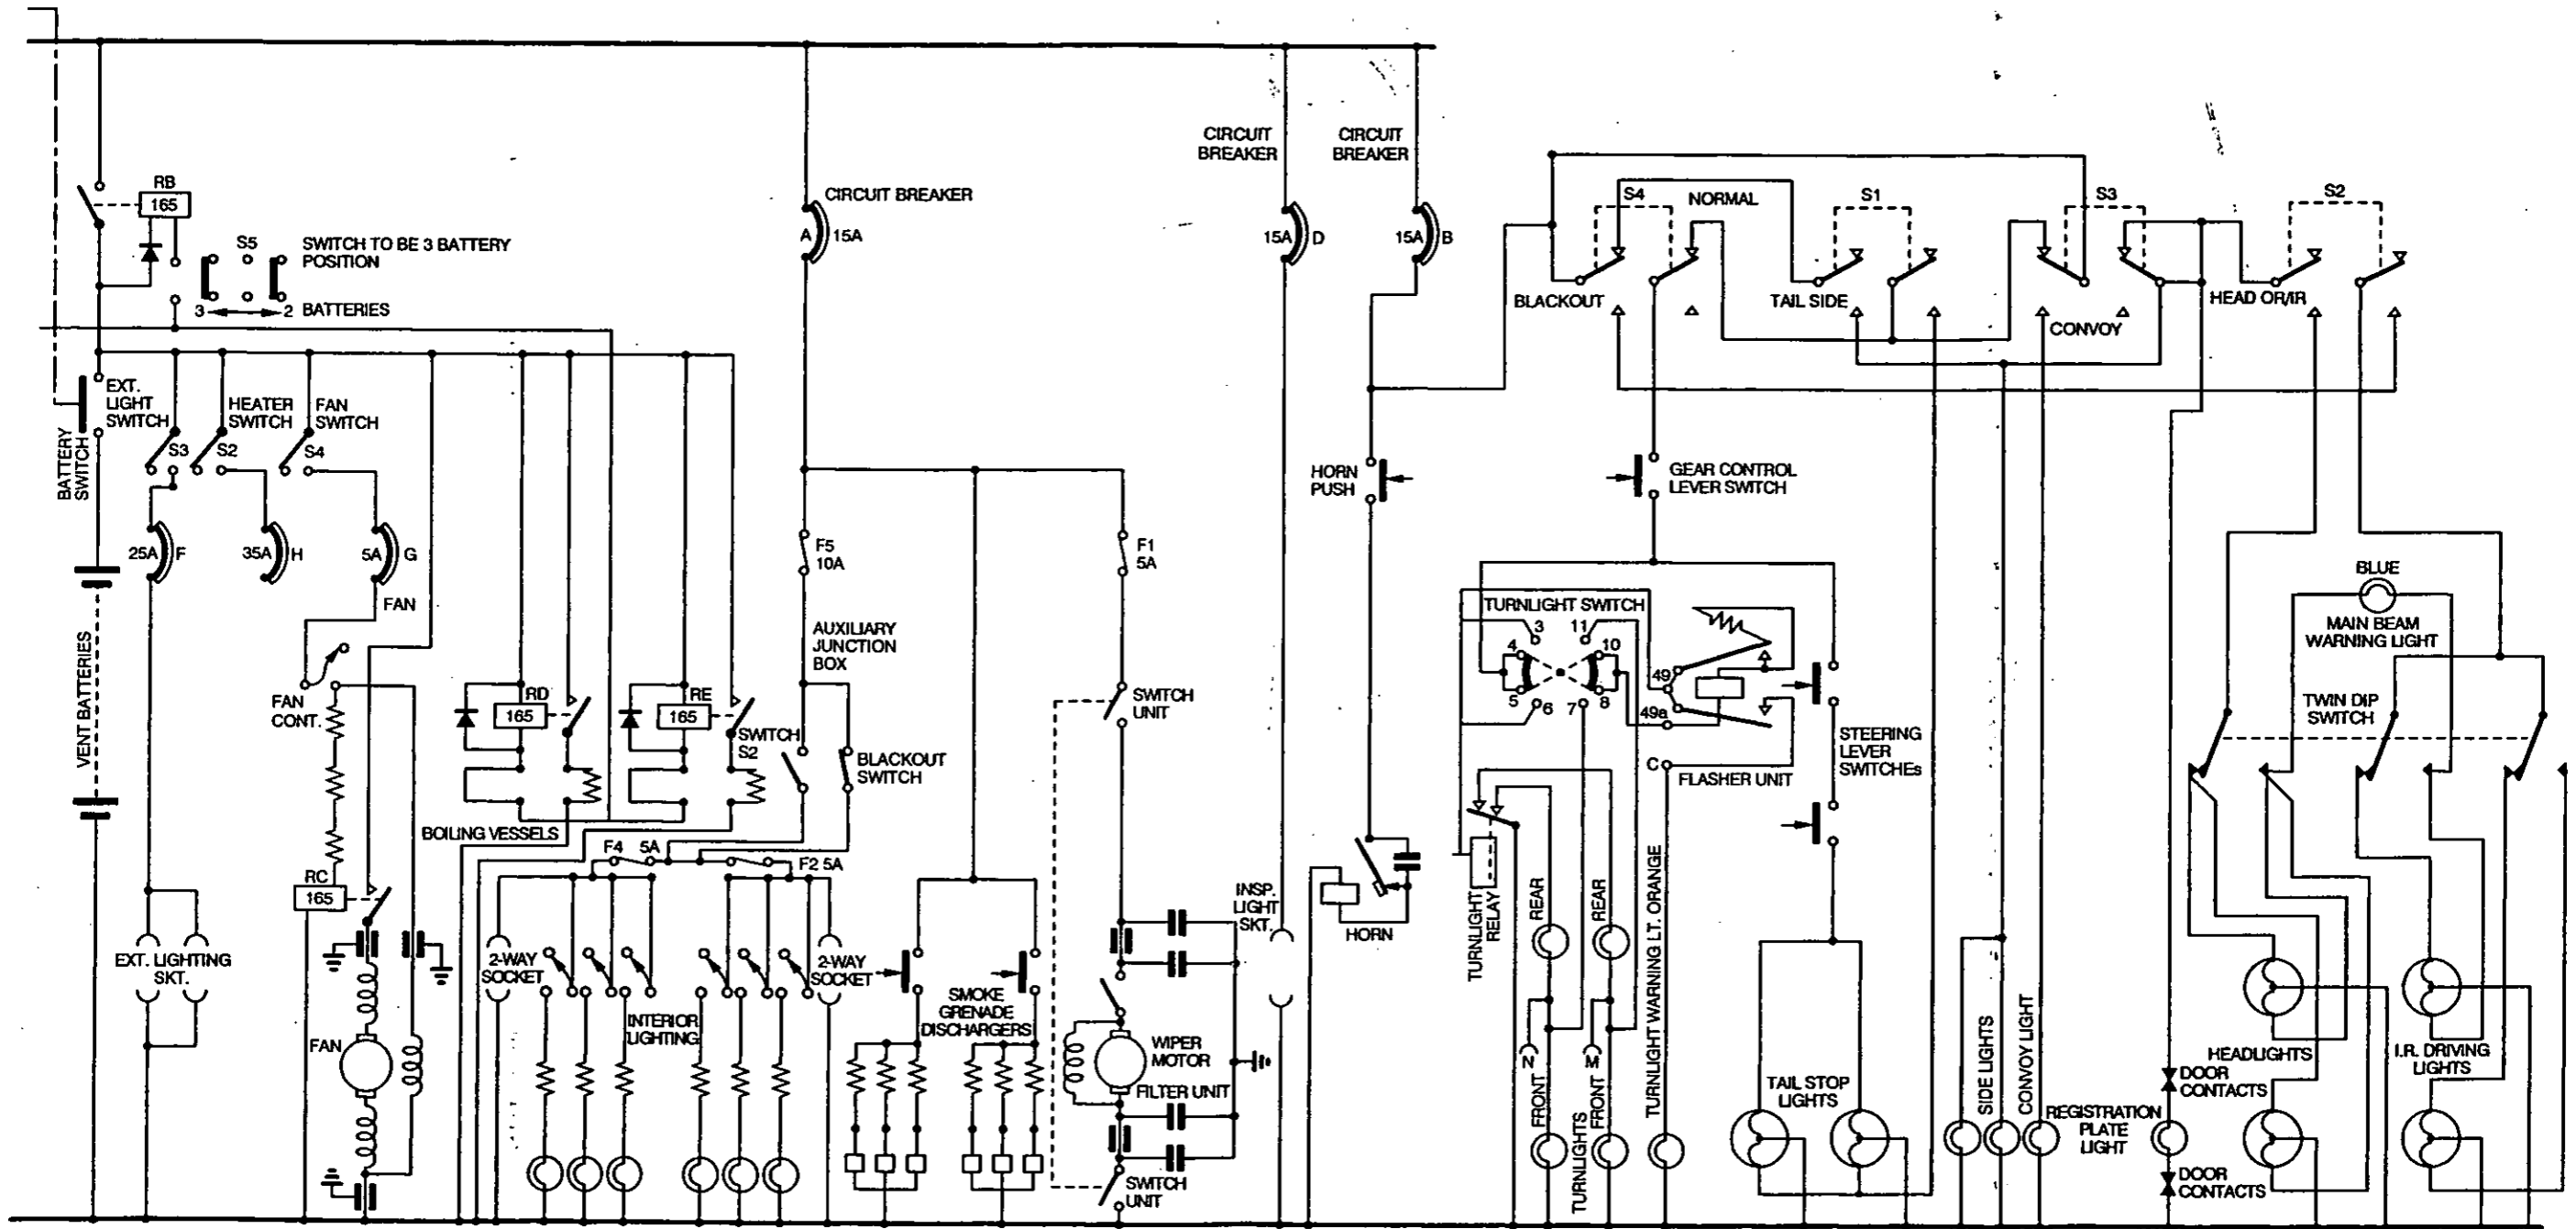 RB
165
S5
SWITCH TO BE 3 BATTERY
POSITION
3
2
BATTERIES
CIRCUIT BREAKER
A
15A
CIRCUIT
BREAKER
15A
D
CIRCUIT
BREAKER
15A
B
S4
NORMAL
S1
S3
S2
BLACKOUT
TAIL SIDE
CONVOY
HEAD OR/IR
EXT.
LIGHT
SWITCH
HEATER
SWITCH
FAN
SWITCH
BATTERY
SWITCH
S3
S2
S4
25A
F
35A
H
5A
G
VENT BATTERIES
FAN
FAN
CONT.
RC
165
EXT. LIGHTING
SKT.
FAN
RD
165
RE
165
SWITCH
S2
BOILING VESSELS
F5
10A
F1
5A
AUXILIARY
JUNCTION
BOX
BLACKOUT
SWITCH
F4
5A
F2 5A
2-WAY
SOCKET
2-WAY
SOCKET
INTERIOR
LIGHTING
SMOKE
GRENADE
DISCHARGERS
SWITCH
UNIT
WIPER
MOTOR
FILTER UNIT
SWITCH
UNIT
INSP.
LIGHT
SKT.
HORN
PUSH
HORN
GEAR CONTROL
LEVER SWITCH
TURNLIGHT SWITCH
3
11
4
10
5
6
7
8
49
49a
C
FLASHER UNIT
STEERING
LEVER
SWITCHEs
TURNLIGHT
RELAY
REAR
REAR
N
M
FRONT
FRONT
TURNLIGHTS
TURNLIGHT WARNING LT. ORANGE
TAIL STOP
LIGHTS
SIDE LIGHTS
CONVOY LIGHT
REGISTRATION
PLATE
LIGHT
DOOR
CONTACTS
DOOR
CONTACTS
BLUE
MAIN BEAM
WARNING LIGHT
TWIN DIP
SWITCH
HEADLIGHTS
I.R. DRIVING
LIGHTS